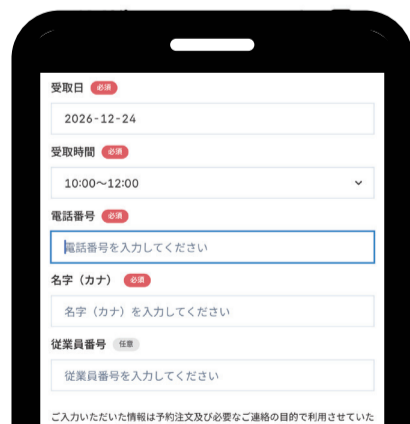 受取日 必須
2026-12-24
受取時間 必須
10:00〜12:00
電話番号 必須
電話番号を入力してください
名字（カナ） 必須
名字（カナ）を入力してください
従業員番号 任意
従業員番号を入力してください
ご入力いただいた情報は予約注文及び必要なご連絡の目的で利用させていた